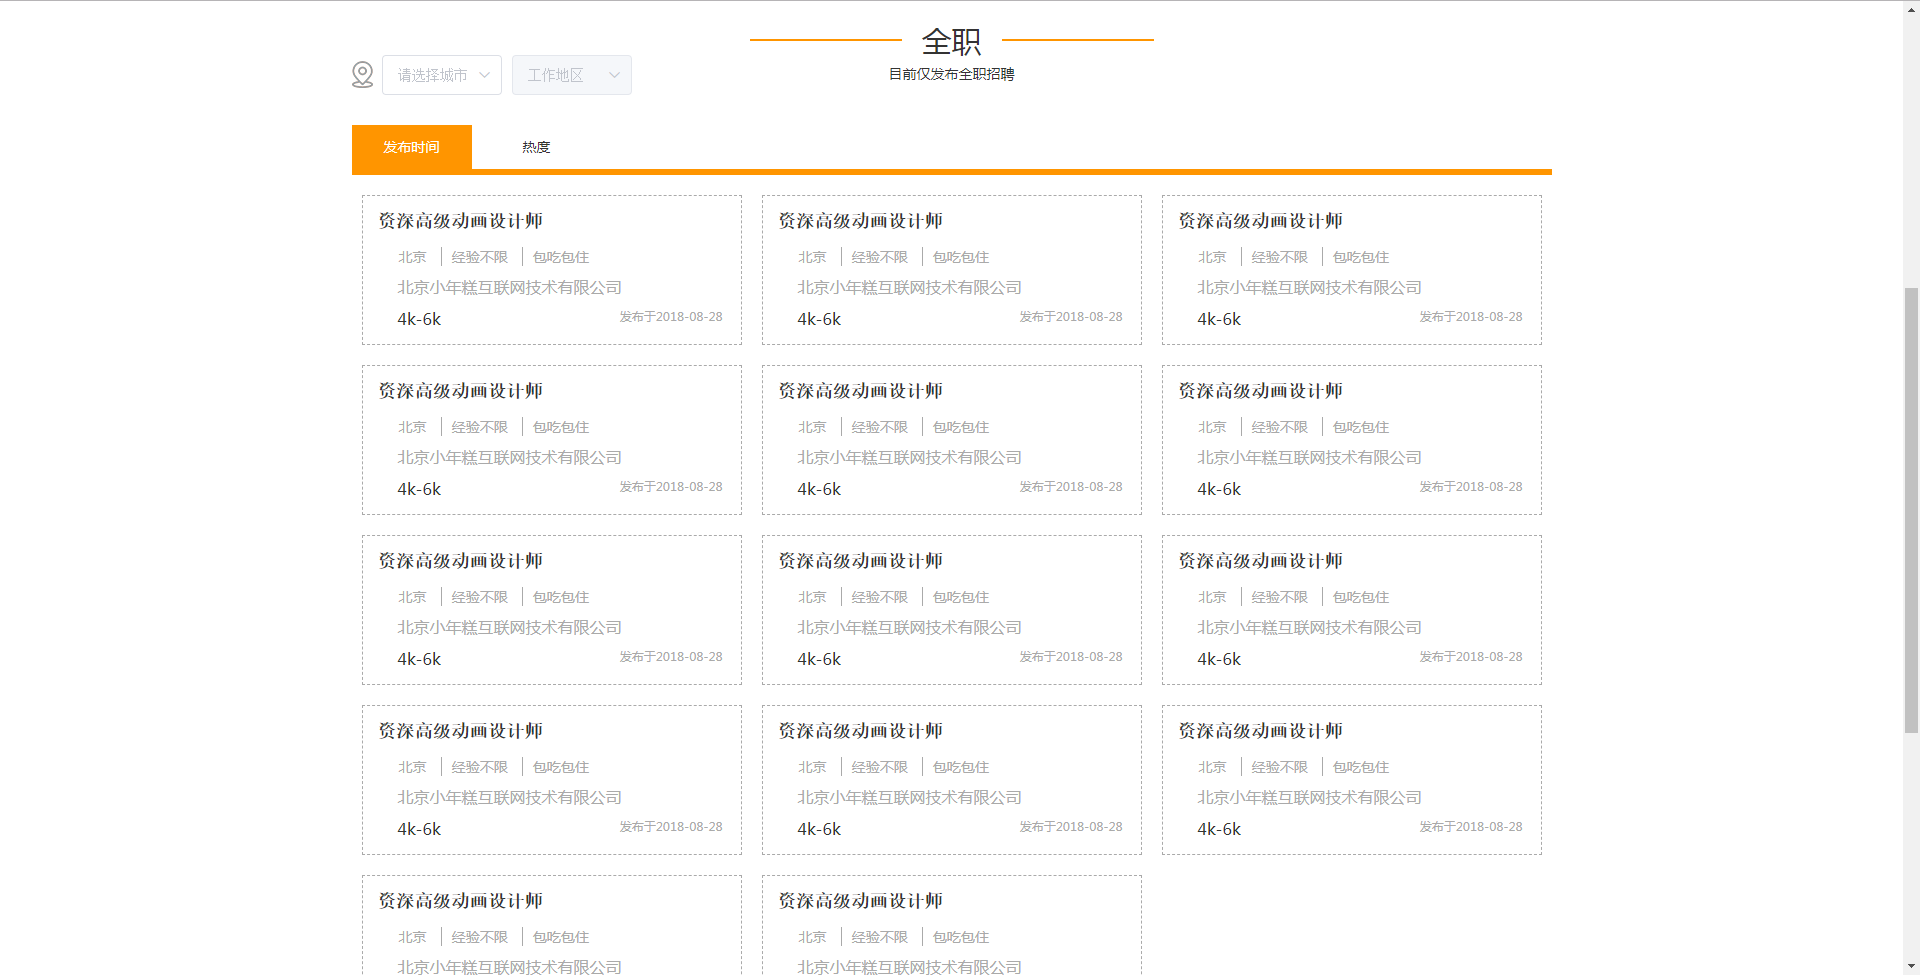 全职
请选择城市 工作地区 目前仅发布全职招聘
发布时间 热度
资深高级动画设计师 资深高级动画设计师 资深高级动画设计师
北京 经验不限 包吃包住 北京 经验不限 包吃包住 北京 经验不限 包吃包住
北京小年糕互联网技术有限公司 北京小年糕互联网技术有限公司 北京小年糕互联网技术有限公司
4k-6k 发布于2018-08-28 4k-6k 发布于2018-08-28 4k-6k 发布于2018-08-28
资深高级动画设计师 资深高级动画设计师 资深高级动画设计师
北京 经验不限 包吃包住 北京 经验不限 包吃包住 北京 经验不限 包吃包住
北京小年糕互联网技术有限公司 北京小年糕互联网技术有限公司 北京小年糕互联网技术有限公司
4k-6k 发布于2018-08-28 4k-6k 发布于2018-08-28 4k-6k 发布于2018-08-28
资深高级动画设计师 资深高级动画设计师 资深高级动画设计师
北京 经验不限 包吃包住 北京 经验不限 包吃包住 北京 经验不限 包吃包住
北京小年糕互联网技术有限公司 北京小年糕互联网技术有限公司 北京小年糕互联网技术有限公司
4k-6k 发布于2018-08-28 4k-6k 发布于2018-08-28 4k-6k 发布于2018-08-28
资深高级动画设计师 资深高级动画设计师 资深高级动画设计师
北京 经验不限 包吃包住 北京 经验不限 包吃包住 北京 经验不限 包吃包住
北京小年糕互联网技术有限公司 北京小年糕互联网技术有限公司 北京小年糕互联网技术有限公司
4k-6k 发布于2018-08-28 4k-6k 发布于2018-08-28 4k-6k 发布于2018-08-28
资深高级动画设计师 资深高级动画设计师
北京 经验不限 包吃包住 北京 经验不限 包吃包住
北京小年糕互联网技术有限公司 北京小年糕互联网技术有限公司